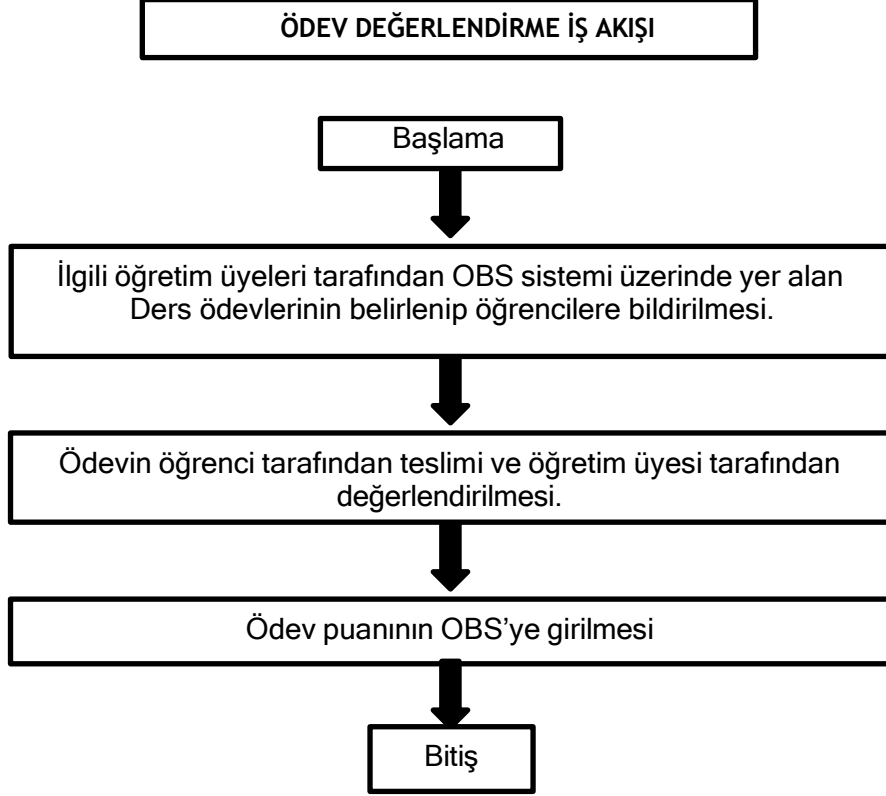 ÖDEV DEĞERLENDİRME İŞ AKIŞI
Başlama
İlgili öğretim üyeleri tarafından OBS sistemi üzerinde yer alan
Ders ödevlerinin belirlenip öğrencilere bildirilmesi.
Ödevin öğrenci tarafından teslimi ve öğretim üyesi tarafından
değerlendirilmesi.
Ödev puanının OBS’ye girilmesi
Bitiş